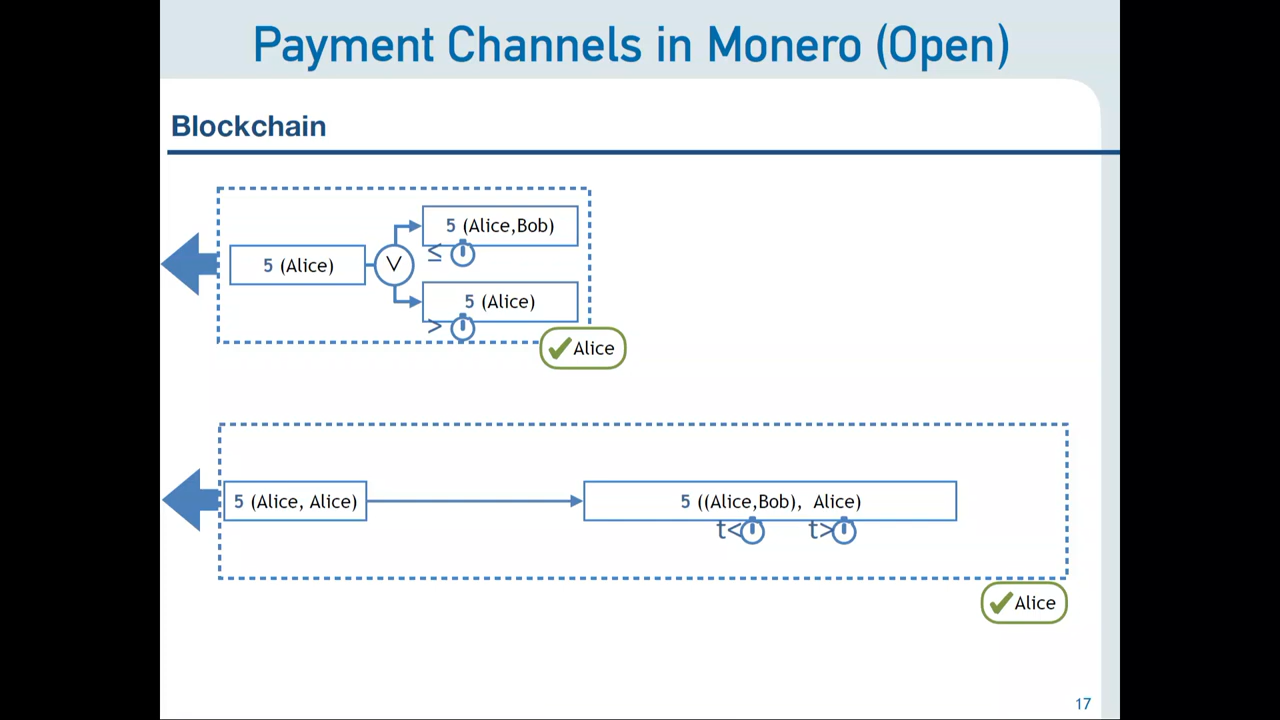 Payment Channels in Monero (Open)
Blockchain
5 (Alice,Bob)
≤
5 (Alice)
∨
5 (Alice)
>
Alice
5 (Alice, Alice)
5 ((Alice,Bob), Alice)
t< t>
Alice
17